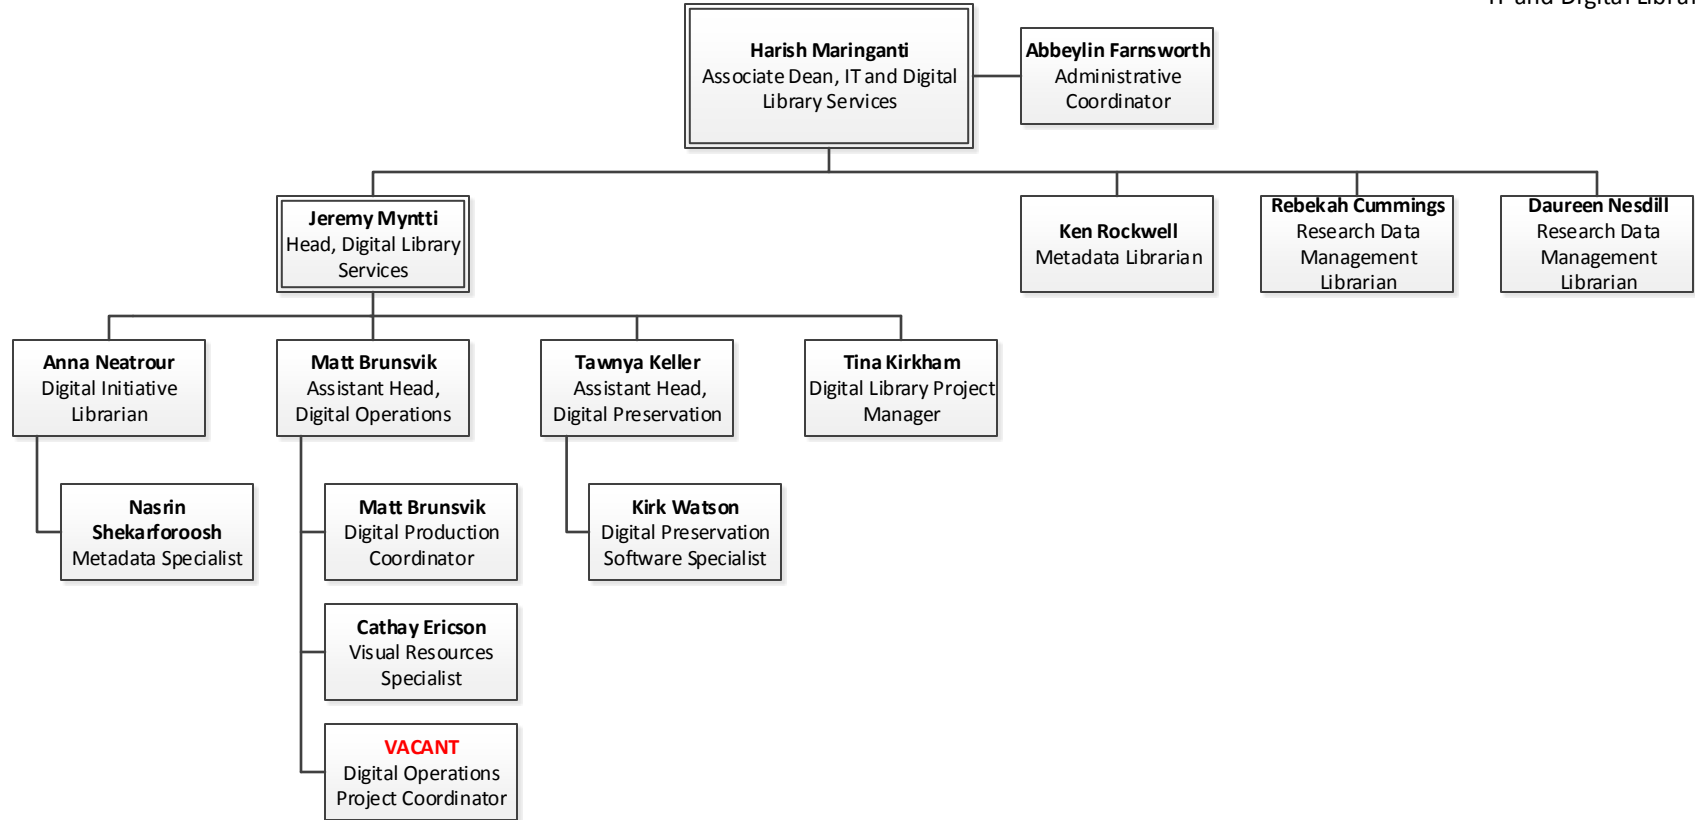 IT and Digital Librar
Harish Maringanti
Associate Dean, IT and Digital
Library Services
Abbeylin Farnsworth
Administrative
Coordinator
Jeremy Myntti
Head, Digital Library
Services
Ken Rockwell
Metadata Librarian
Rebekah Cummings
Research Data
Management
Librarian
Daureen Nesdill
Research Data
Management
Librarian
Anna Neatrour
Digital Initiative
Librarian
Matt Brunsvik
Assistant Head,
Digital Operations
Tawnya Keller
Assistant Head,
Digital Preservation
Tina Kirkham
Digital Library Project
Manager
Nasrin
Shekarforoosh
Metadata Specialist
Matt Brunsvik
Digital Production
Coordinator
Kirk Watson
Digital Preservation
Software Specialist
Cathay Ericson
Visual Resources
Specialist
VACANT
Digital Operations
Project Coordinator